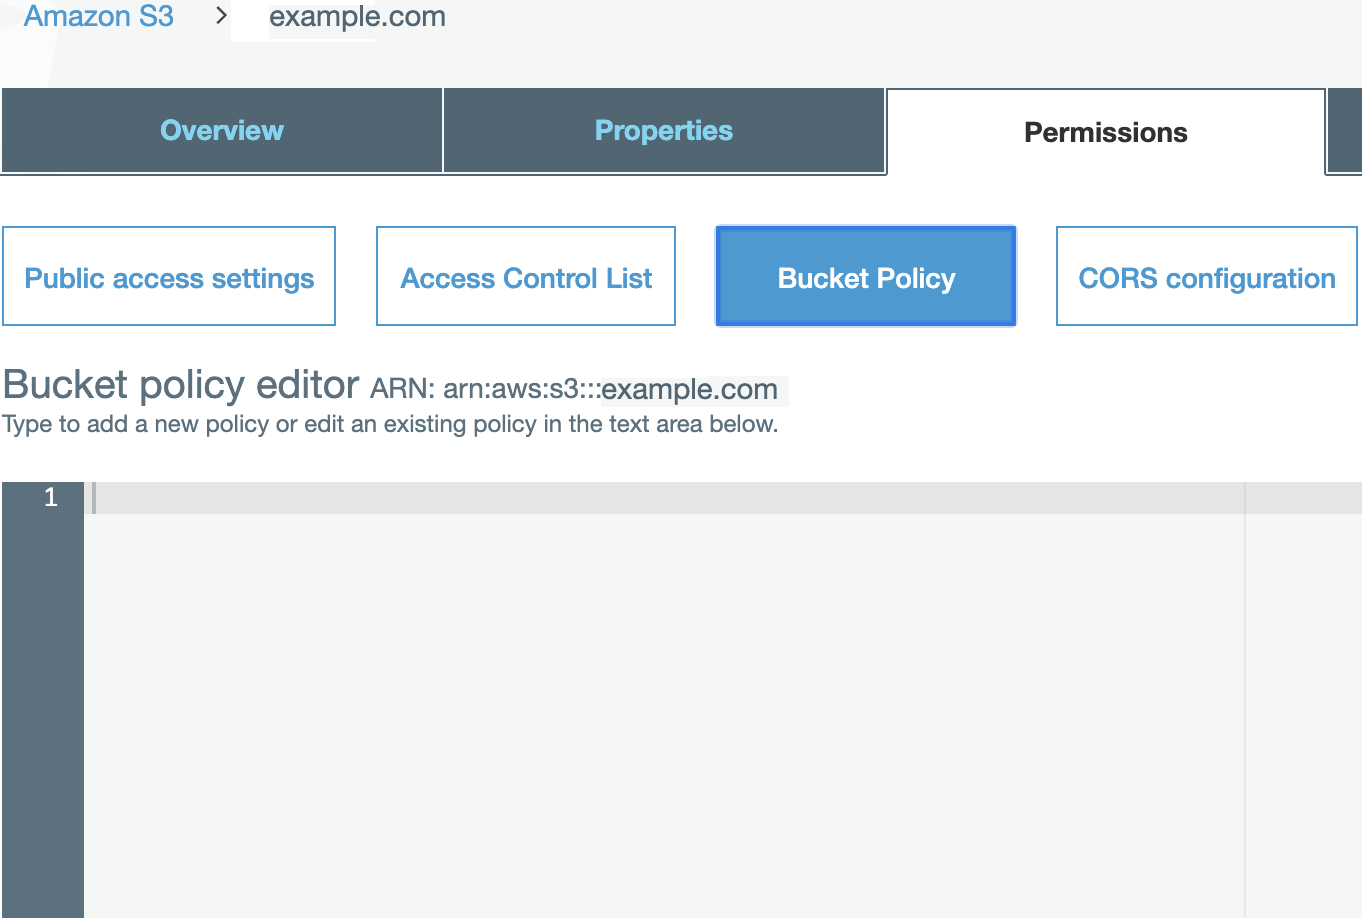 Amazon S3 > example.com
Overview Properties Permissions
Public access settings Access Control List Bucket Policy CORS configuration
Bucket policy editor ARN: arn:aws:s3:::example.com
Type to add a new policy or edit an existing policy in the text area below.
1